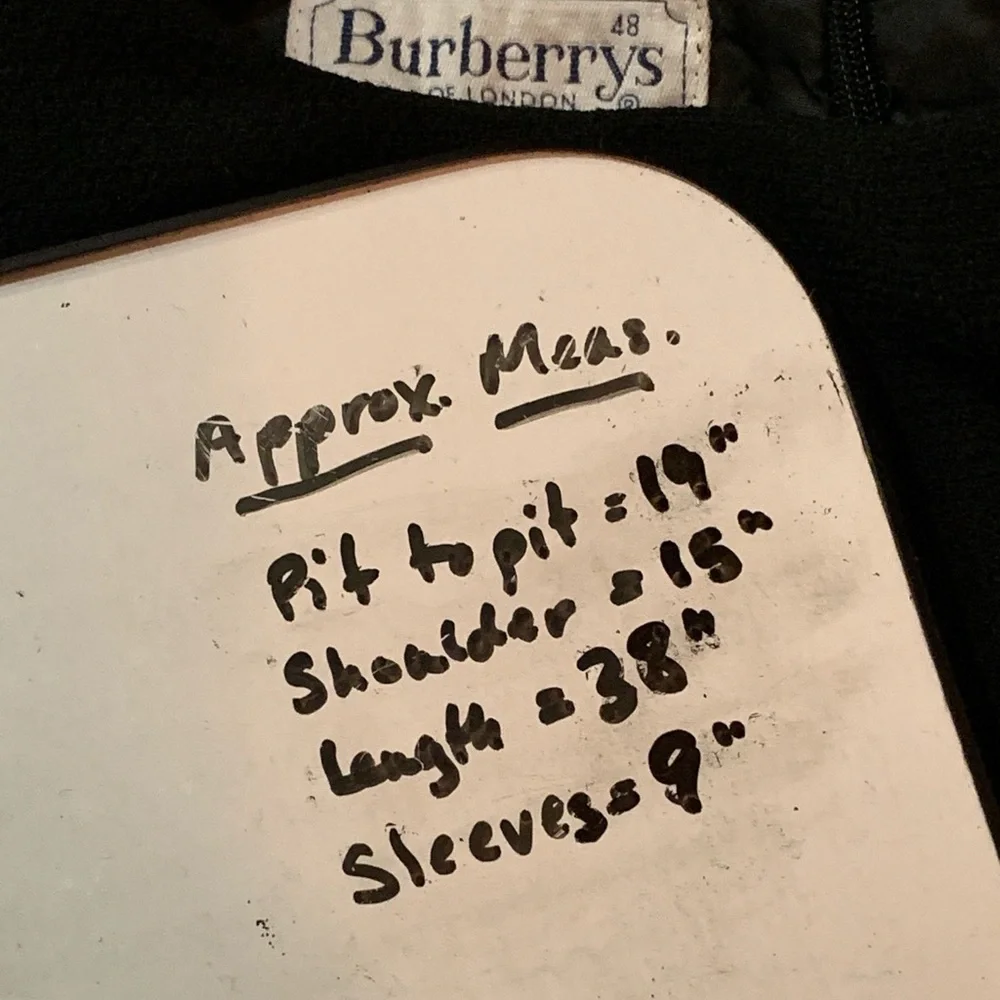 48
Burberrys
OF LONDON ®
Approx. Meas.
Pit to pit = 19"
Shoulder = 15"
Length = 38"
Sleeves = 9"